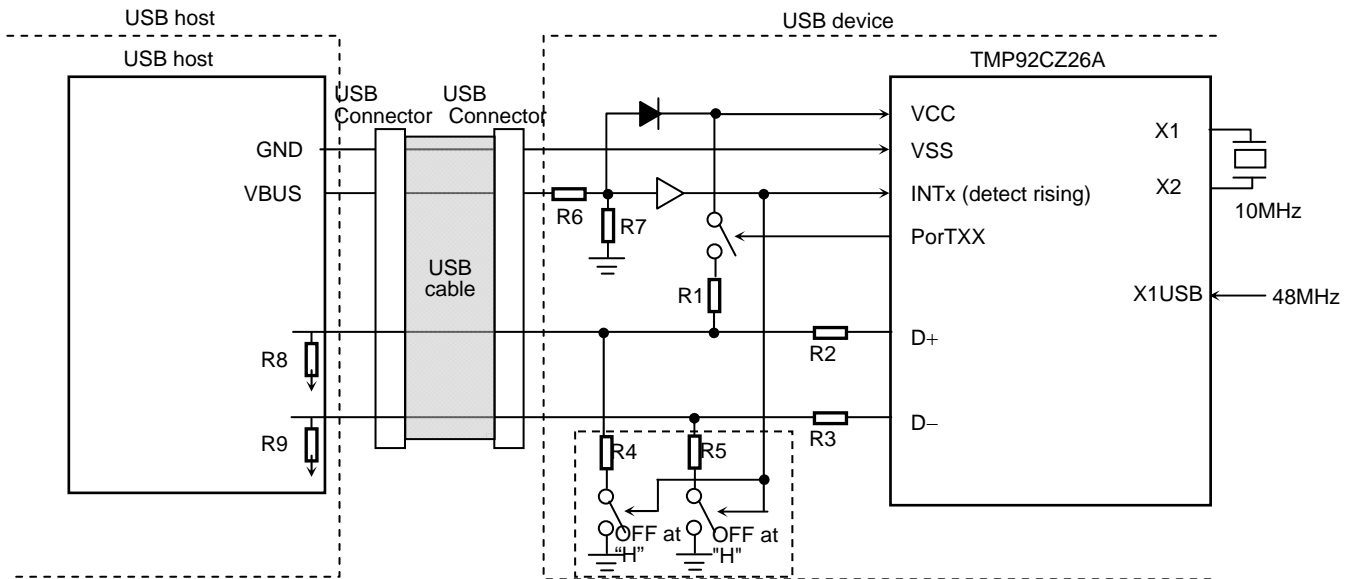 USB host
USB device
USB host
TMP92CZ26A
USB
Connector
USB
Connector
VCC
X1
GND
VSS
VBUS
INTx (detect rising)
X2
R6
R7
10MHz
PorTXX
USB
cable
R1
X1USB
48MHz
R8
R2
D+
R9
R3
D−
R4
R5
OFF at
"H"
OFF at
"H"